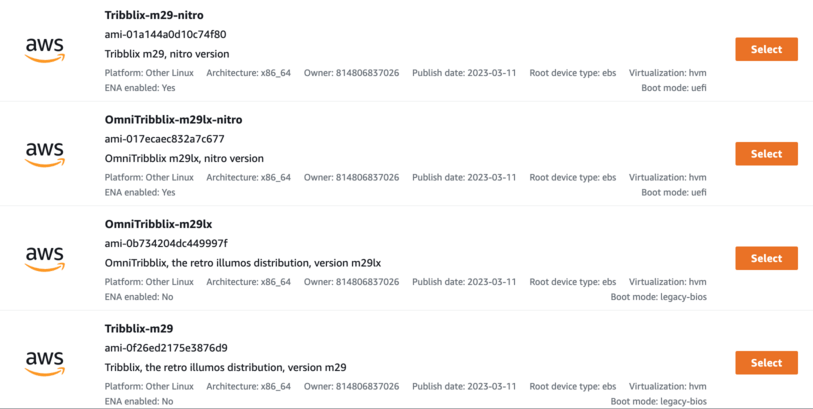 Tribblix-m29-nitro
aws
ami-01a144a0d10c74f80
Select
Tribblix m29, nitro version
Platform: Other Linux Architecture: x86_64 Owner: 814806837026 Publish date: 2023-03-11 Root device type: ebs Virtualization: hvm
ENA enabled: Yes Boot mode: uefi
OmniTribblix-m29lx-nitro
aws
ami-017ecaec832a7c677
Select
OmniTribblix m29lx, nitro version
Platform: Other Linux Architecture: x86_64 Owner: 814806837026 Publish date: 2023-03-11 Root device type: ebs Virtualization: hvm
ENA enabled: Yes Boot mode: uefi
OmniTribblix-m29lx
aws
ami-0b734204dc449997f
Select
OmniTribblix, the retro illumos distribution, version m29lx
Platform: Other Linux Architecture: x86_64 Owner: 814806837026 Publish date: 2023-03-11 Root device type: ebs Virtualization: hvm
ENA enabled: No Boot mode: legacy-bios
Tribblix-m29
aws
ami-0f26ed2175e3876d9
Select
Tribblix, the retro illumos distribution, version m29
Platform: Other Linux Architecture: x86_64 Owner: 814806837026 Publish date: 2023-03-11 Root device type: ebs Virtualization: hvm
ENA enabled: No Boot mode: legacy-bios